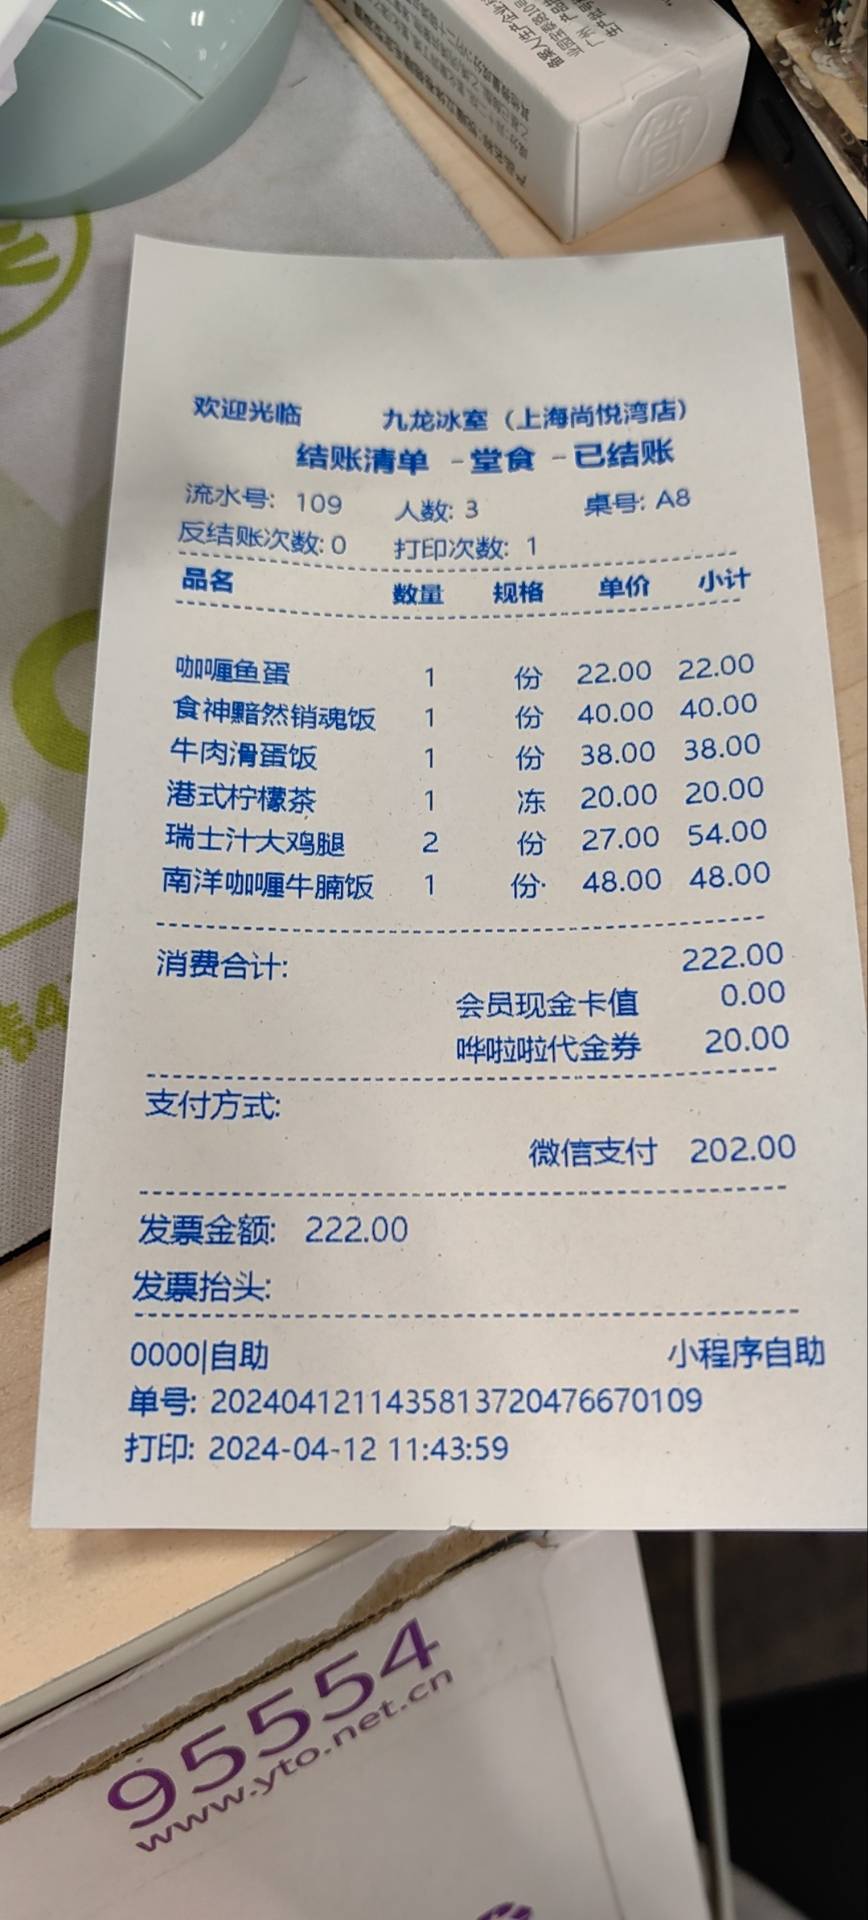 欢迎光临 九龙冰室（上海尚悦湾店）
结账清单 -堂食 -已结账
流水号: 109 人数: 3 桌号: A8
反结账次数: 0 打印次数: 1
品名 数量 规格 单价 小计
咖喱鱼蛋 1 份 22.00 22.00
食神黯然销魂饭 1 份 40.00 40.00
牛肉滑蛋饭 1 份 38.00 38.00
港式柠檬茶 1 冻 20.00 20.00
瑞士汁大鸡腿 2 份 27.00 54.00
南洋咖喱牛腩饭 1 份· 48.00 48.00
消费合计: 222.00
会员现金卡值 0.00
哗啦啦代金券 20.00
支付方式:
微信支付 202.00
发票金额: 222.00
发票抬头:
0000|自助 小程序自助
单号: 2024041211435813720476670109
打印: 2024-04-12 11:43:59
95554
www.yto.net.cn